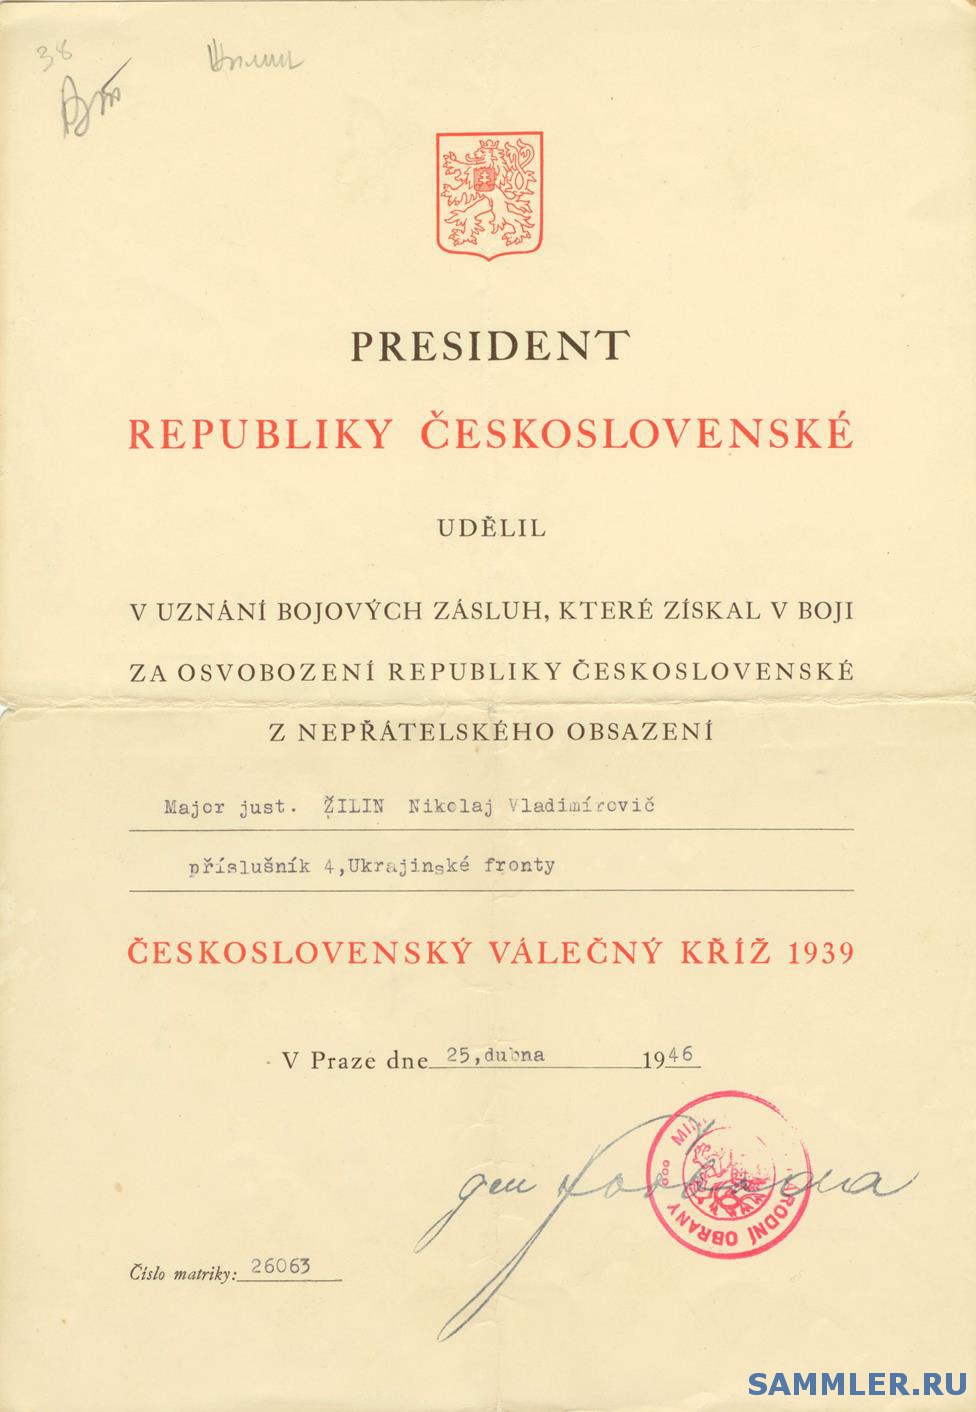 38
PRESIDENT
REPUBLIKY ČESKOSLOVENSKÉ
UDĚLIL
V UZNÁNÍ BOJOVÝCH ZÁSLUH, KTERÉ ZÍSKAL V BOJI
ZA OSVOBOZENÍ REPUBLIKY ČESKOSLOVENSKÉ
Z NEPŘÁTELSKÉHO OBSAZENÍ
Major just. ŽILIN Nikolaj Vladimírovič
příslušník 4,Ukrajinské fronty
ČESKOSLOVENSKÝ VÁLEČNÝ KŘÍŽ 1939
V Praze dne 25,dubna 1946
gen
OBRANY
Číslo matriky: 26063
SAMMLER.RU